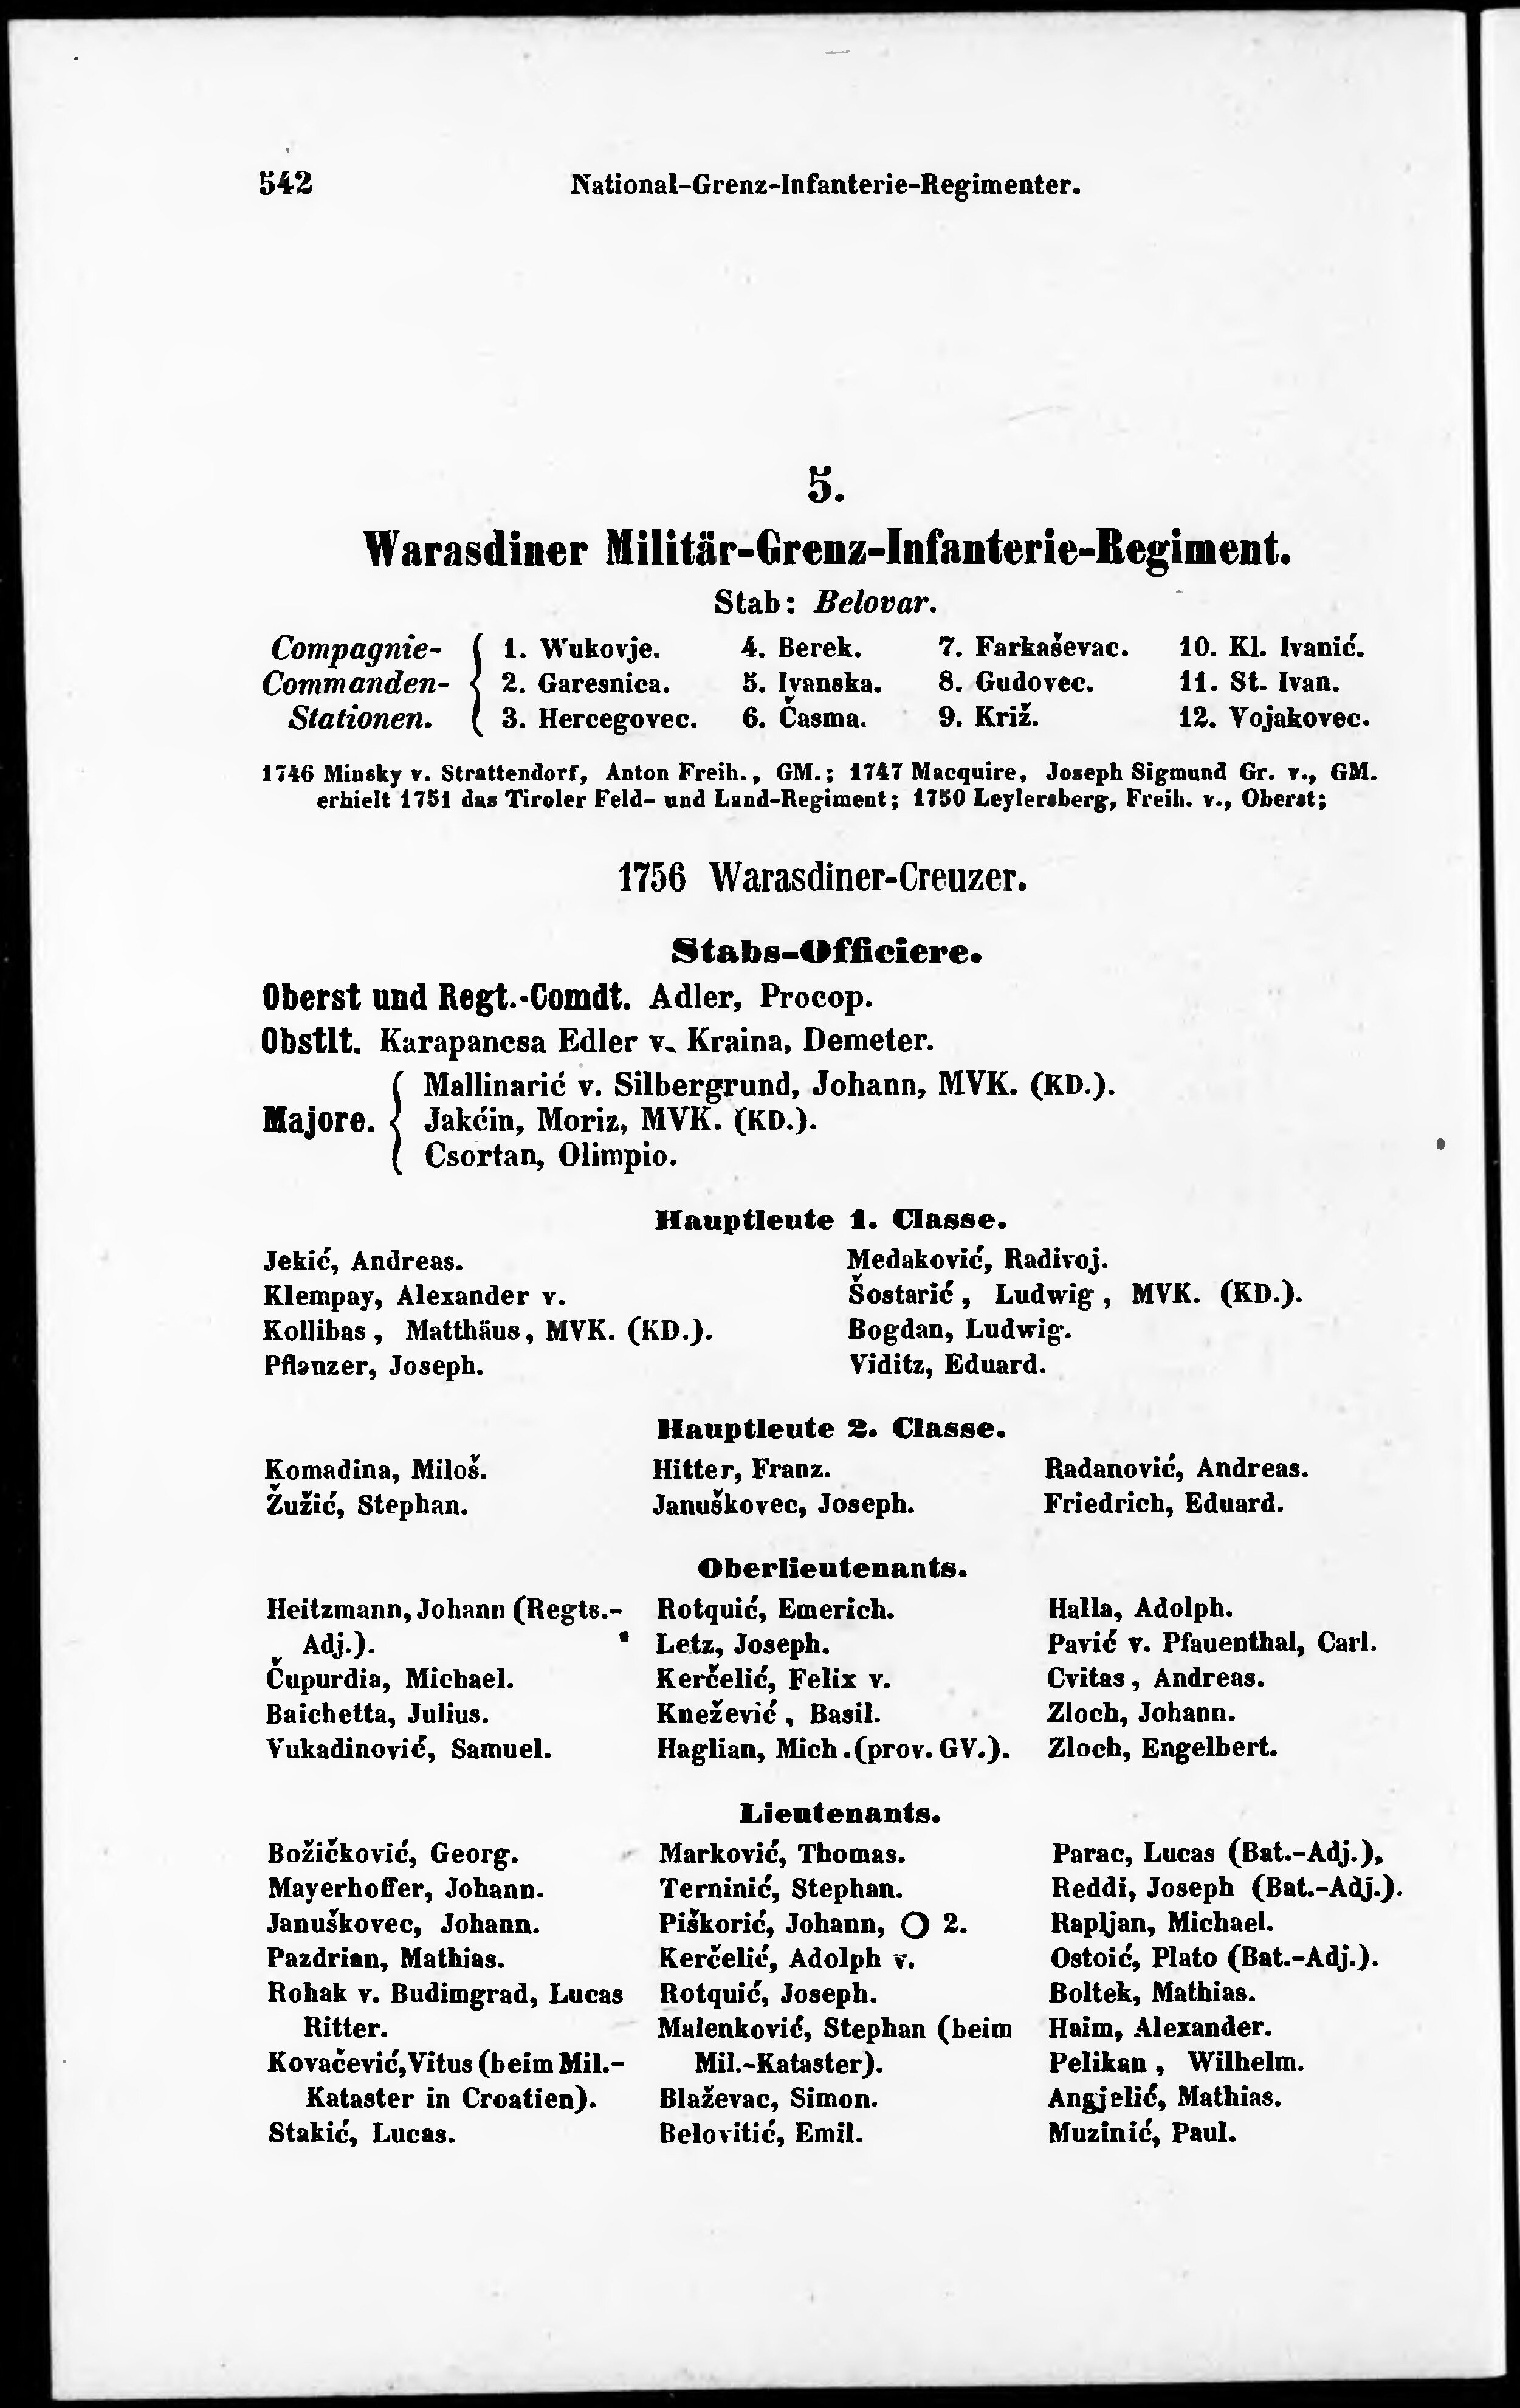 542 National-Grenz-Infanterie-Regimenter.
5.
Warasdiner Militär-Grenz-Infanterie-Regiment.
Stab: Belovar.
Compagnie- { 1. Wukovje. 4. Berek. 7. Farkaševac. 10. Kl. Ivanić.
Commanden- 2. Garesnica. 5. Ivanska. 8. Gudovec. 11. St. Ivan.
Stationen. 3. Hercegovec. 6. Časma. 9. Križ. 12. Vojakovec.
1746 Minsky v. Strattendorf, Anton Freih., GM.; 1747 Macquire, Joseph Sigmund Gr. v., GM.
erhielt 1751 das Tiroler Feld- und Land-Regiment; 1750 Leylersberg, Freih. v., Oberst;
1756 Warasdiner-Creuzer.
Stabs-Officiere.
Oberst und Regt.-Comdt. Adler, Procop.
Obstlt. Karapancsa Edler v. Kraina, Demeter.
Mallinarić v. Silbergrund, Johann, MVK. (KD.).
Majore. { Jakćin, Moriz, MVK. (KD.).
Csortan, Olimpio.
Hauptleute 1. Classe.
Jekić, Andreas.
Klempay, Alexander v.
Kollibas, Matthäus, MVK. (KD.).
Pflanzer, Joseph.
Medaković, Radivoj.
Šostarić, Ludwig, MVK. (KD.).
Bogdan, Ludwig.
Viditz, Eduard.
Hauptleute 2. Classe.
Komadina, Miloš.
Žužić, Stephan.
Hitter, Franz.
Januškovec, Joseph.
Radanović, Andreas.
Friedrich, Eduard.
Oberlieutenants.
Heitzmann, Johann (Regts.-
Adj.).
Čupurdia, Michael.
Baichetta, Julius.
Vukadinović, Samuel.
Rotquić, Emerich.
Letz, Joseph.
Kerčelić, Felix v.
Knežević, Basil.
Haglian, Mich. (prov. GV.).
Halla, Adolph.
Pavić v. Pfauenthal, Carl.
Cvitas, Andreas.
Zloch, Johann.
Zloch, Engelbert.
Lieutenants.
Božičković, Georg.
Mayerhoffer, Johann.
Januškovec, Johann.
Pazdrian, Mathias.
Rohak v. Budimgrad, Lucas
Ritter.
Kovačević, Vitus (beim Mil.-
Kataster in Croatien).
Stakić, Lucas.
Marković, Thomas.
Terninić, Stephan.
Piškorić, Johann, O 2.
Kerčelić, Adolph v.
Rotquić, Joseph.
Malenković, Stephan (beim
Mil.-Kataster).
Blaževac, Simon.
Belovitić, Emil.
Parac, Lucas (Bat.-Adj.),
Reddi, Joseph (Bat.-Adj.).
Rapljan, Michael.
Ostoić, Plato (Bat.-Adj.).
Boltek, Mathias.
Haim, Alexander.
Pelikan, Wilhelm.
Angjelić, Mathias.
Muzinić, Paul.